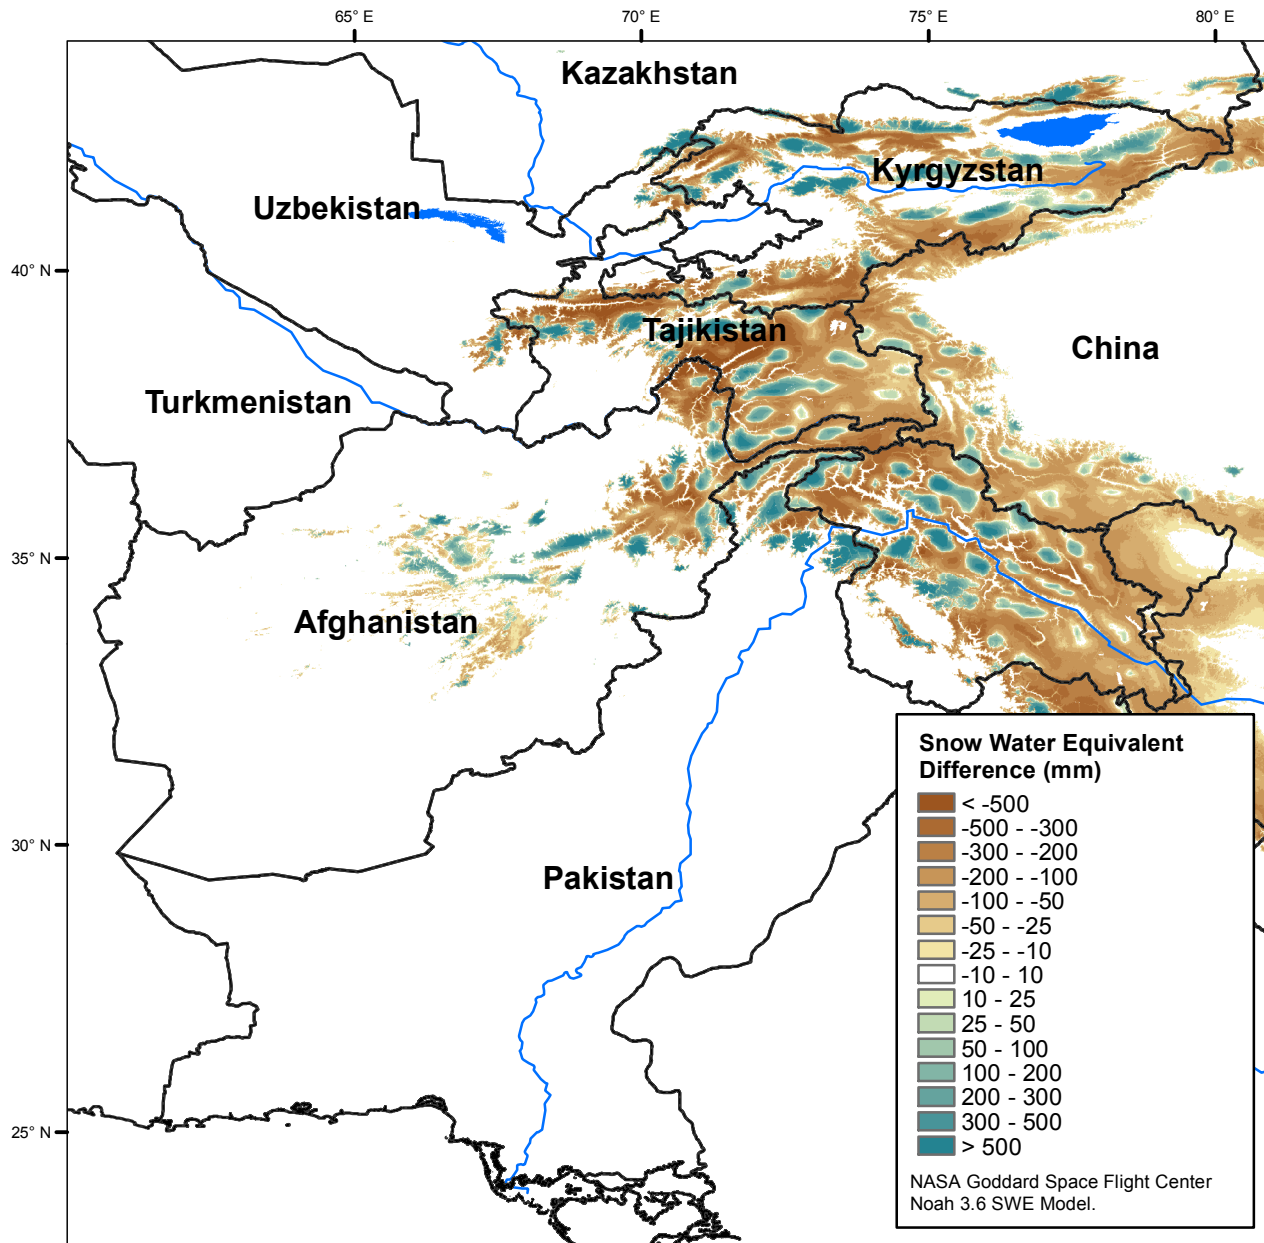 65° E
70° E
75° E
80° E
Kazakhstan
Kyrgyzstan
Uzbekistan
40° N
Tajikistan
China
Turkmenistan
35° N
Afghanistan
Snow Water Equivalent
Difference (mm)
< -500
-500 - -300
-300 - -200
-200 - -100
-100 - -50
-50 - -25
-25 - -10
-10 - 10
10 - 25
25 - 50
50 - 100
100 - 200
200 - 300
300 - 500
> 500
30° N
Pakistan
25° N
NASA Goddard Space Flight Center
Noah 3.6 SWE Model.